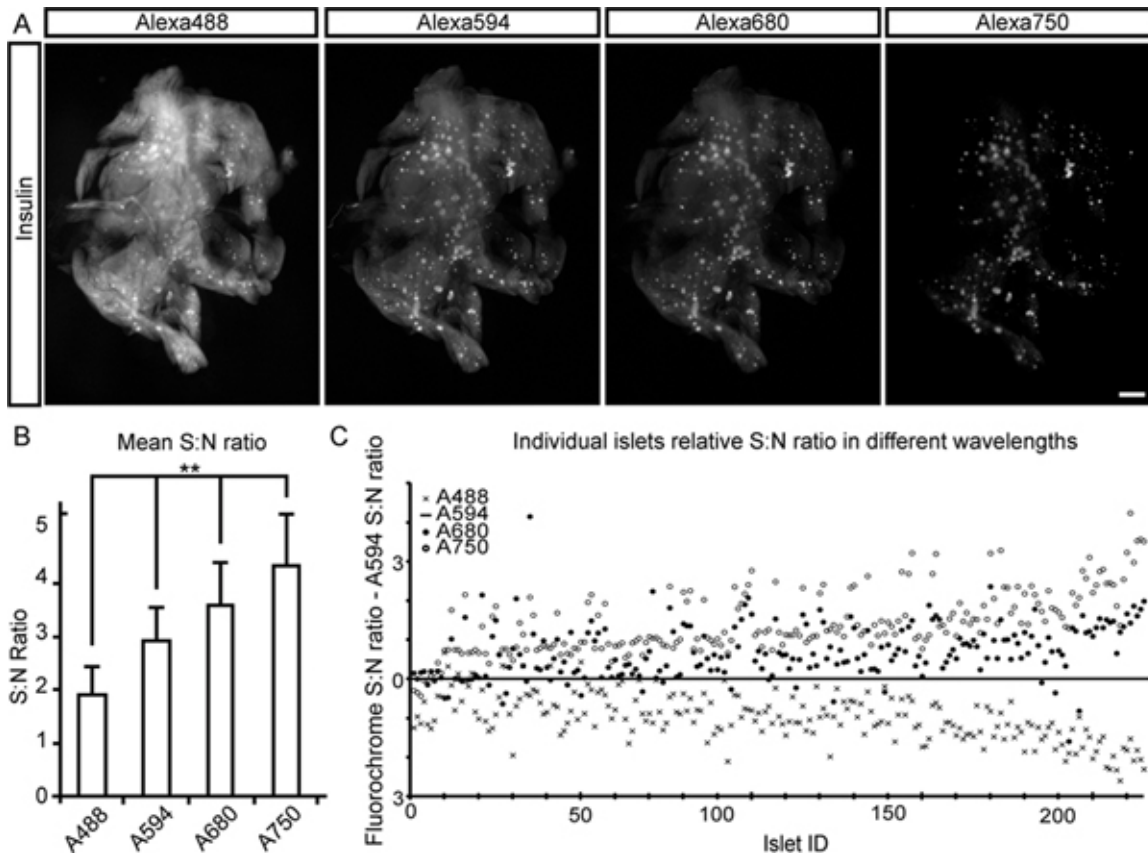 A
Alexa488
Alexa594
Alexa680
Alexa750
Insulin
B
Mean S:N ratio
**
S:N Ratio
5
4
3
2
1
0
A488
A594
A680
A750
C
Individual islets relative S:N ratio in different wavelengths
Fluorochrome S:N ratio - A594 S:N ratio
A488
A594
A680
A750
3
0
3
0
50
100
150
200
Islet ID